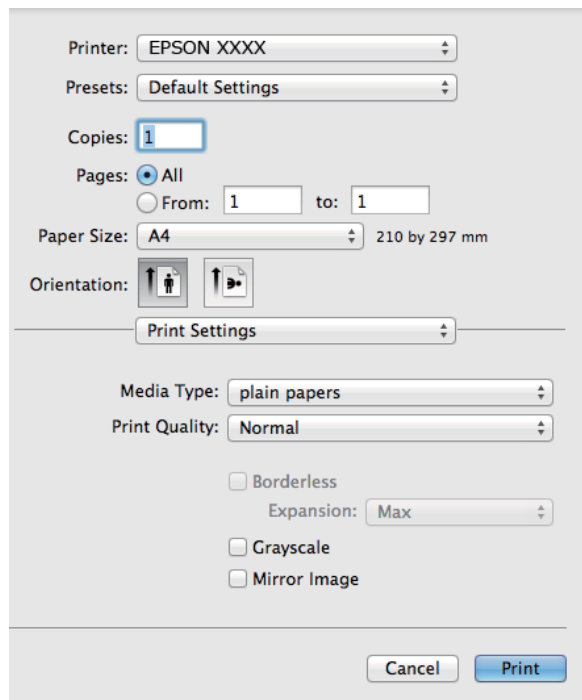 Printer: EPSON XXXX
Presets: Default Settings
Copies: 1
Pages: All
From: 1 to: 1
Paper Size: A4 210 by 297 mm
Orientation:
Print Settings
Media Type: plain papers
Print Quality: Normal
Borderless
Expansion: Max
Grayscale
Mirror Image
Cancel Print